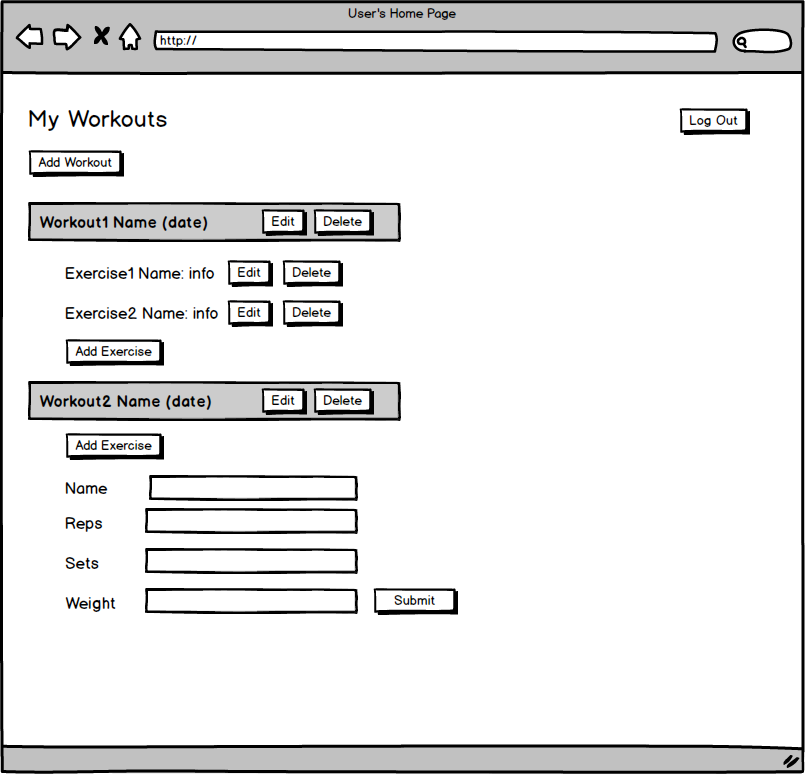 User's Home Page
http://
My Workouts
Log Out
Add Workout
Workout1 Name (date) Edit Delete
Exercise1 Name: info Edit Delete
Exercise2 Name: info Edit Delete
Add Exercise
Workout2 Name (date) Edit Delete
Add Exercise
Name
Reps
Sets
Weight Submit